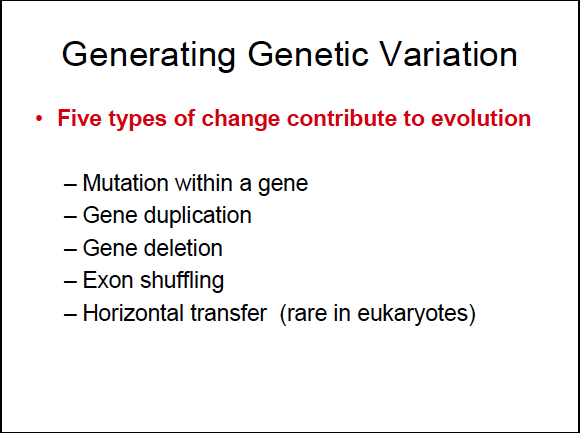 Generating Genetic Variation
• Five types of change contribute to evolution
– Mutation within a gene
– Gene duplication
– Gene deletion
– Exon shuffling
– Horizontal transfer  (rare in eukaryotes)